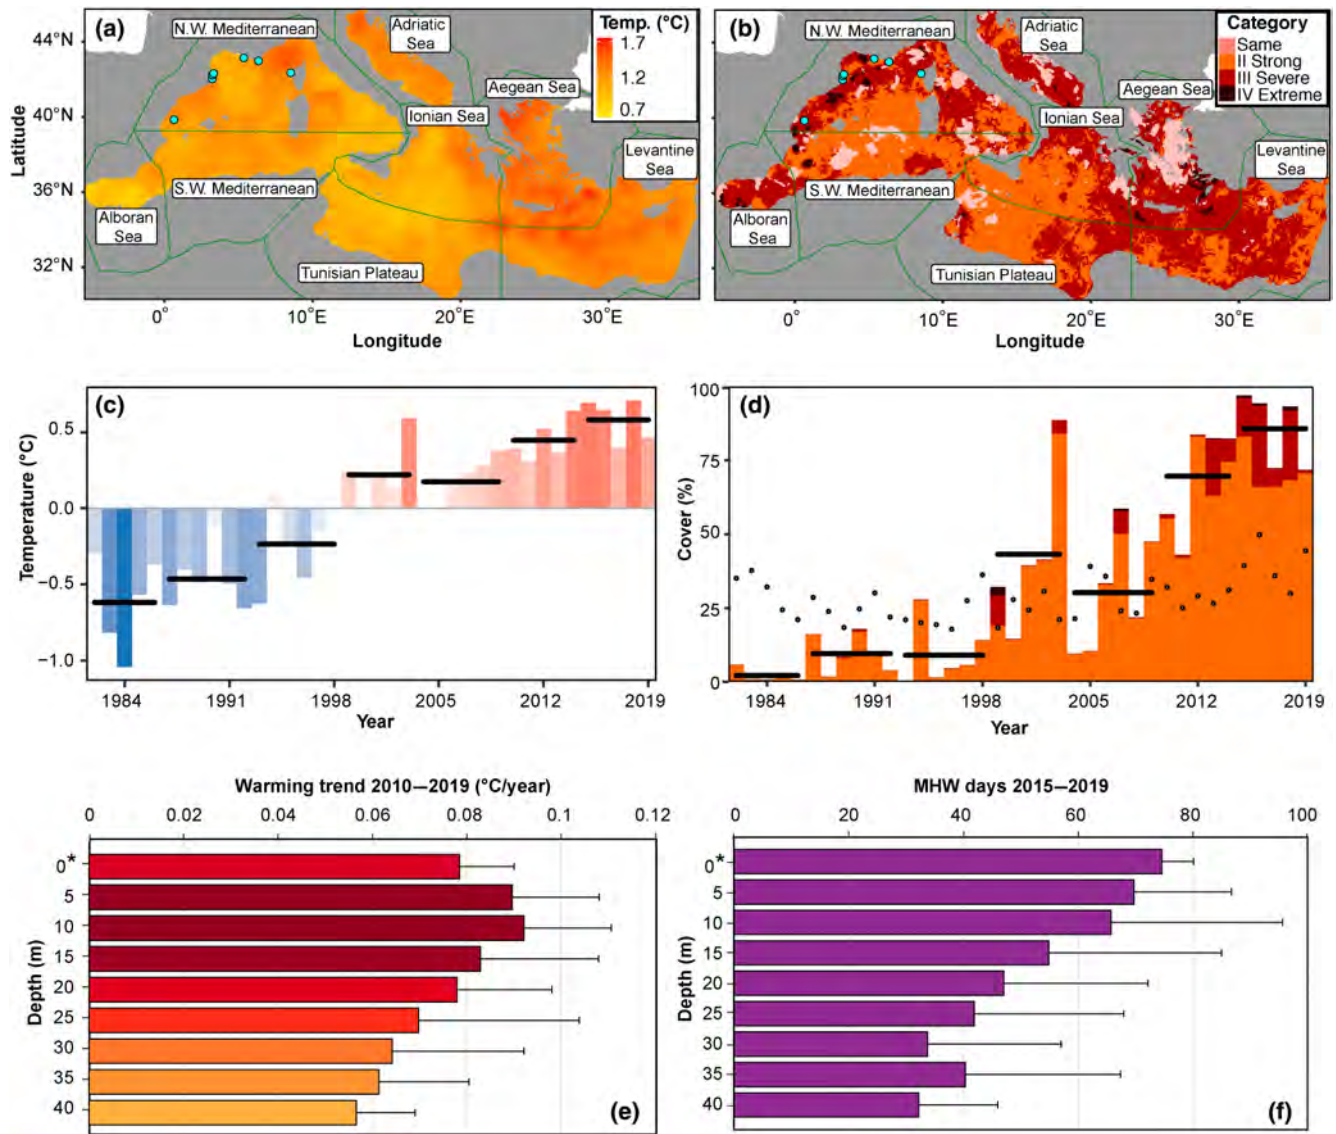 (a)
N.W. Mediterranean
Adriatic
Sea
Temp. (°C)
1.7
1.2
0.7
Aegean Sea
Ionian Sea
Levantine
Sea
S.W. Mediterranean
Alboran
Sea
Tunisian Plateau
44°N
40°N
36°N
32°N
Latitude
0°
10°E
20°E
30°E
Longitude
(b)
N.W. Mediterranean
Adriatic
Sea
Category
Same
II Strong
III Severe
IV Extreme
Aegean Sea
Ionian Sea
Levantine
Sea
S.W. Mediterranean
Alboran
Sea
Tunisian Plateau
0°
10°E
20°E
30°E
Longitude
(c)
0.5
0.0
−0.5
−1.0
Temperature (°C)
1984
1991
1998
2005
2012
2019
Year
(d)
100
75
50
25
0
Cover (%)
1984
1991
1998
2005
2012
2019
Year
Warming trend 2010—2019 (°C/year)
0 0.02 0.04 0.06 0.08 0.1 0.12
Depth (m)
0*
5
10
15
20
25
30
35
40
(e)
MHW days 2015—2019
0 20 40 60 80 100
Depth (m)
0*
5
10
15
20
25
30
35
40
(f)